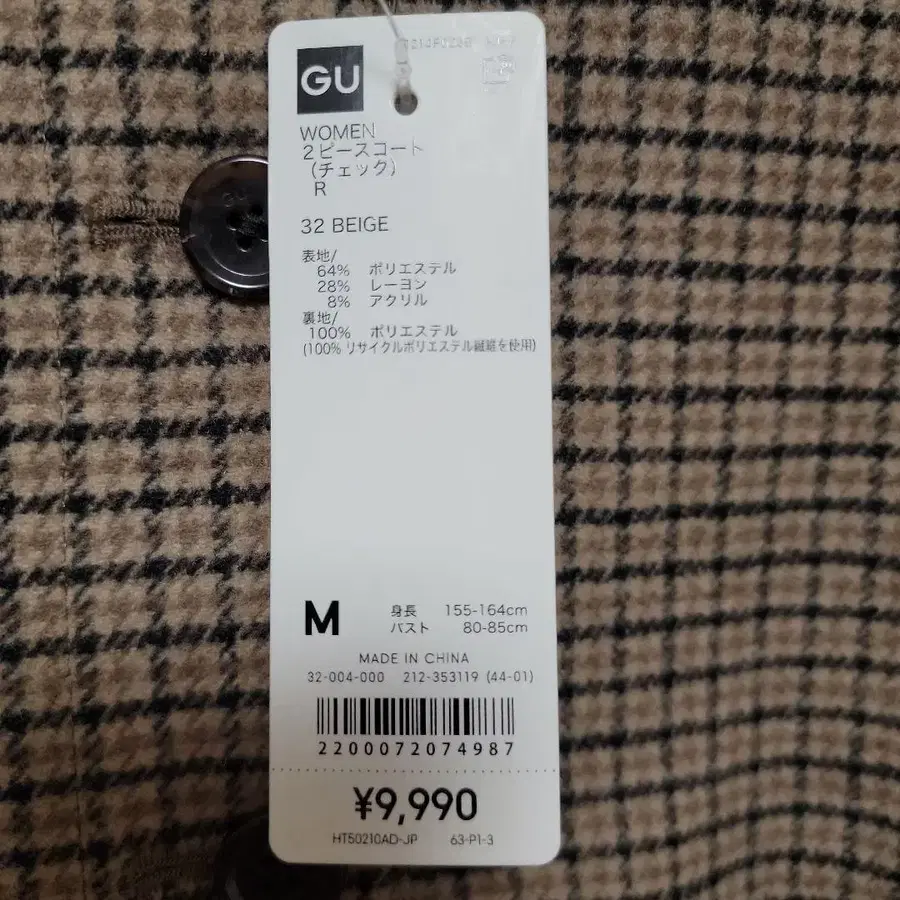 GU
WOMEN
2ピースコート
(チェック)
R
32 BEIGE
表地/
64% ポリエステル
28% レーヨン
8% アクリル
裏地/
100% ポリエステル
(100% リサイクルポリエステル繊維を使用)
M 身長 155-164cm
バスト 80-85cm
MADE IN CHINA
32-004-000 212-353119 (44-01)
2200072074987
¥9,990
HT50210AD-JP 63-P1-3